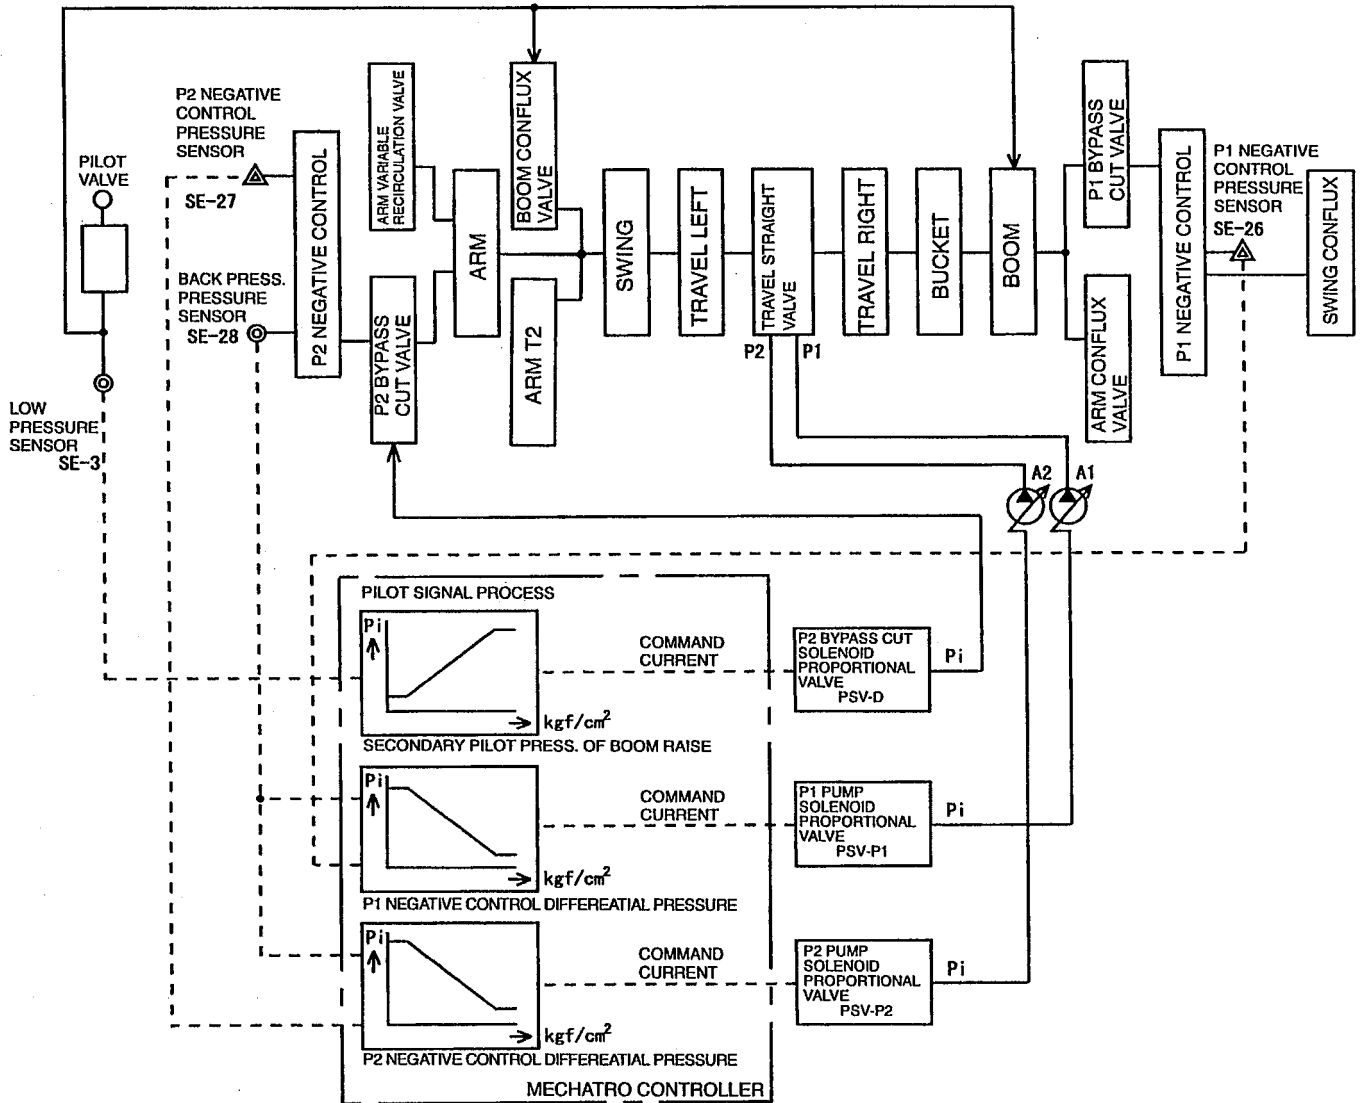 P2 NEGATIVE
CONTROL
PRESSURE
SENSOR
SE-27
PILOT
VALVE
BACK PRESS.
PRESSURE
SENSOR
SE-28
LOW
PRESSURE
SENSOR
SE-3
P2 NEGATIVE CONTROL
ARM VARIABLE
RECIRCULATION VALVE
P2 BYPASS
CUT VALVE
ARM
BOOM CONFLUX
VALVE
ARM T2
SWING
TRAVEL LEFT
TRAVEL STRAIGHT
VALVE
P2
P1
TRAVEL RIGHT
BUCKET
BOOM
P1 BYPASS
CUT VALVE
ARM CONFLUX
VALVE
P1 NEGATIVE CONTROL
P1 NEGATIVE
CONTROL
PRESSURE
SENSOR
SE-26
SWING CONFLUX
A2
A1
PILOT SIGNAL PROCESS
Pi
kgf/cm²
SECONDARY PILOT PRESS. OF BOOM RAISE
COMMAND
CURRENT
P2 BYPASS CUT
SOLENOID
PROPORTIONAL
VALVE
PSV-D
Pi
Pi
kgf/cm²
P1 NEGATIVE CONTROL DIFFEREATIAL PRESSURE
COMMAND
CURRENT
P1 PUMP
SOLENOID
PROPORTIONAL
VALVE
PSV-P1
Pi
Pi
kgf/cm²
P2 NEGATIVE CONTROL DIFFEREATIAL PRESSURE
COMMAND
CURRENT
P2 PUMP
SOLENOID
PROPORTIONAL
VALVE
PSV-P2
Pi
MECHATRO CONTROLLER